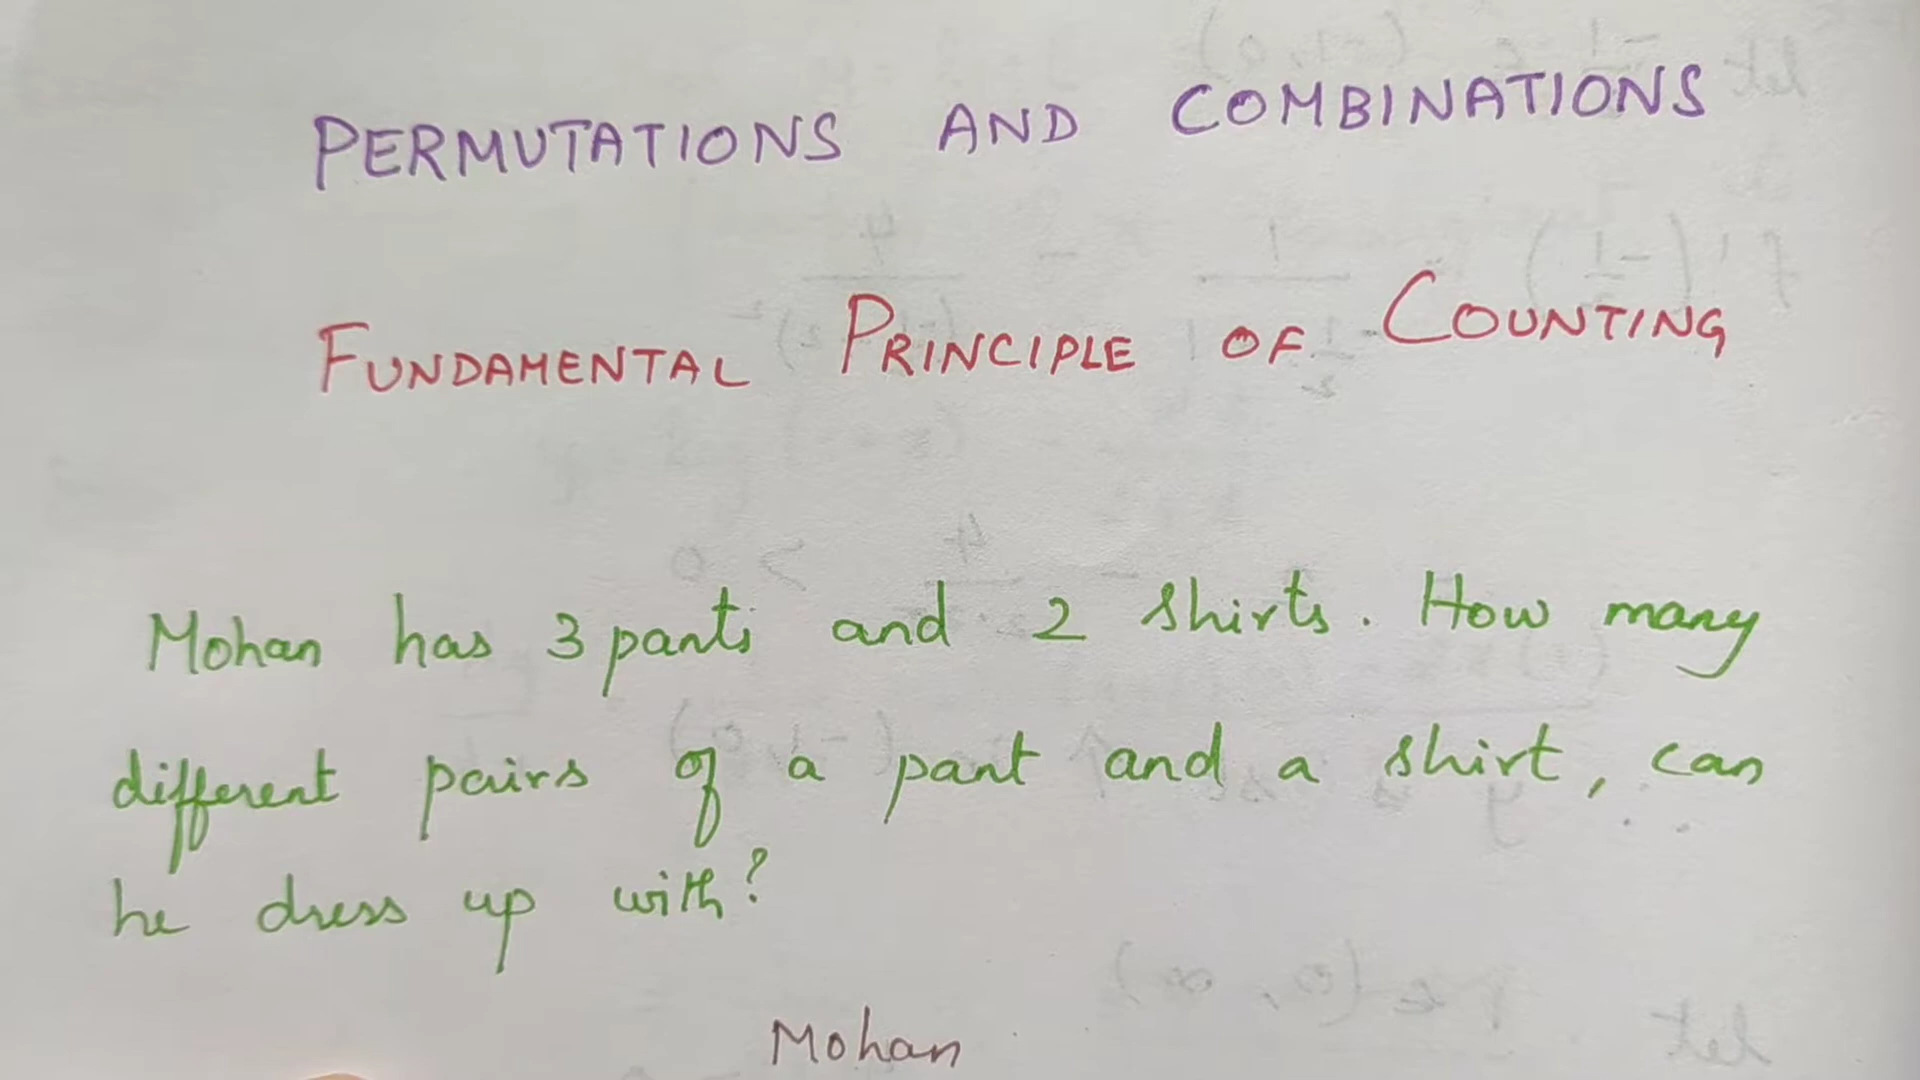 PERMUTATIONS AND COMBINATIONS
FUNDAMENTAL PRINCIPLE OF COUNTING
Mohan has 3 pants and 2 shirts. How many
different pairs of a pant and a shirt, can
he dress up with?
Mohan